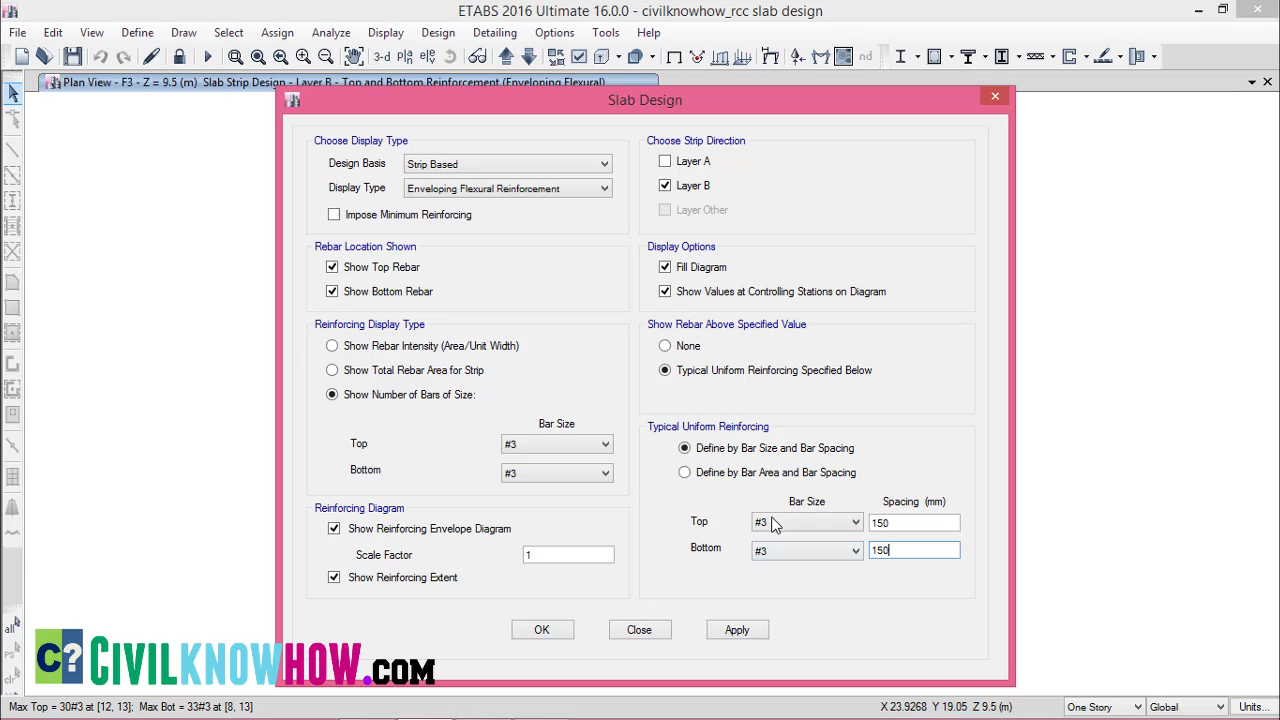 ETABS 2016 Ultimate 16.0.0 - civilknowhow_rcc slab design
File Edit View Define Draw Select Assign Analyze Display Design Detailing Options Tools Help
3-d pla ele nd
Plan View - F3 - Z = 9.5 (m) Slab Strip Design - Layer B - Top and Bottom Reinforcement (Enveloping Flexural)
Slab Design
Choose Display Type
Design Basis Strip Based
Display Type Enveloping Flexural Reinforcement
Impose Minimum Reinforcing
Rebar Location Shown
Show Top Rebar
Show Bottom Rebar
Reinforcing Display Type
Show Rebar Intensity (Area/Unit Width)
Show Total Rebar Area for Strip
Show Number of Bars of Size:
Bar Size
Top #3
Bottom #3
Reinforcing Diagram
Show Reinforcing Envelope Diagram
Scale Factor 1
Show Reinforcing Extent
Choose Strip Direction
Layer A
Layer B
Layer Other
Display Options
Fill Diagram
Show Values at Controlling Stations on Diagram
Show Rebar Above Specified Value
None
Typical Uniform Reinforcing Specified Below
Typical Uniform Reinforcing
Define by Bar Size and Bar Spacing
Define by Bar Area and Bar Spacing
Bar Size Spacing (mm)
Top #3 150
Bottom #3 150
OK Close Apply
all
ps
clr
C? CIVILKNOWHOW.COM
Max Top = 30#3 at [12, 13]; Max Bot = 33#3 at [8, 13] X 23.9268 Y 19.05 Z 9.5 (m) One Story Global Units...